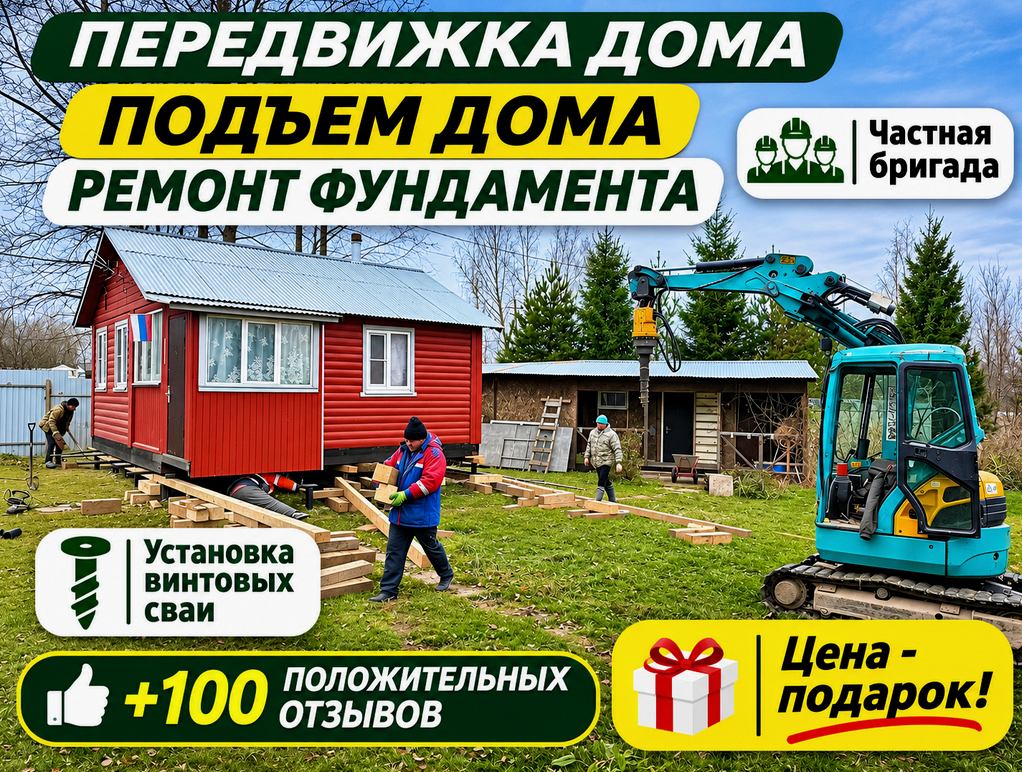 ПЕРЕДВИЖКА ДОМА
ПОДЪЕМ ДОМА
РЕМОНТ ФУНДАМЕНТА
Частная
бригада
Установка
винтовых
сваи
+100 ПОЛОЖИТЕЛЬНЫХ
ОТЗЫВОВ
Цена -
подарок!